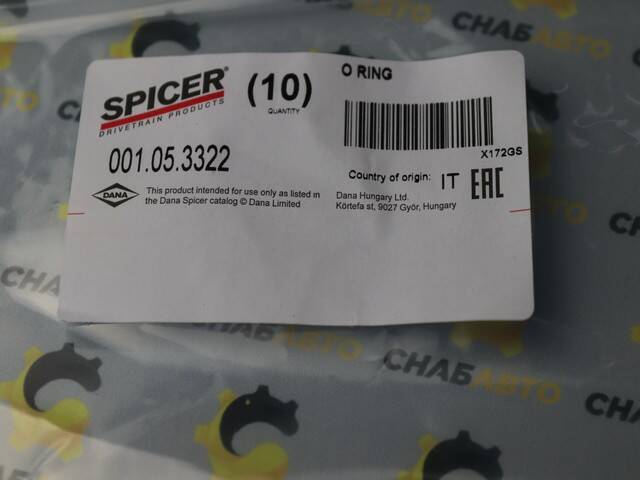 SPICER®
DRIVETRAIN PRODUCTS
(10)
QUANTITY
O RING
X172GS
001.05.3322
Country of origin: IT
EAC
DANA
This product intended for use only as listed in
the Dana Spicer catalog © Dana Limited
Dana Hungary Ltd.
Körtefa st, 9027 Győr, Hungary
СНАБАВТО
СНАБ
СНАБАВТО
СНАБАВТО
СНАБ